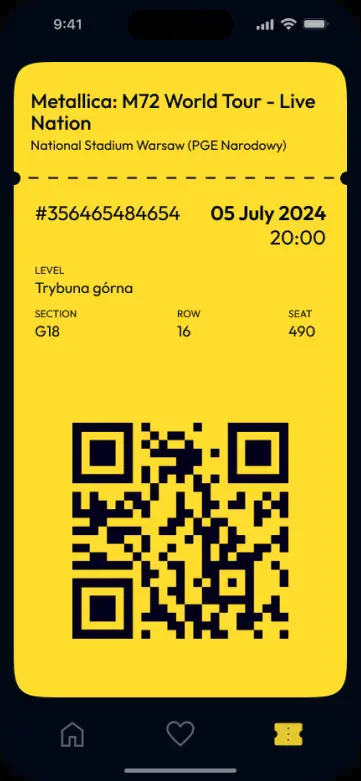 9:41
Metallica: M72 World Tour - Live
Nation
National Stadium Warsaw (PGE Narodowy)
#356465484654
05 July 2024
20:00
LEVEL
Trybuna górna
SECTION ROW SEAT
G18 16 490